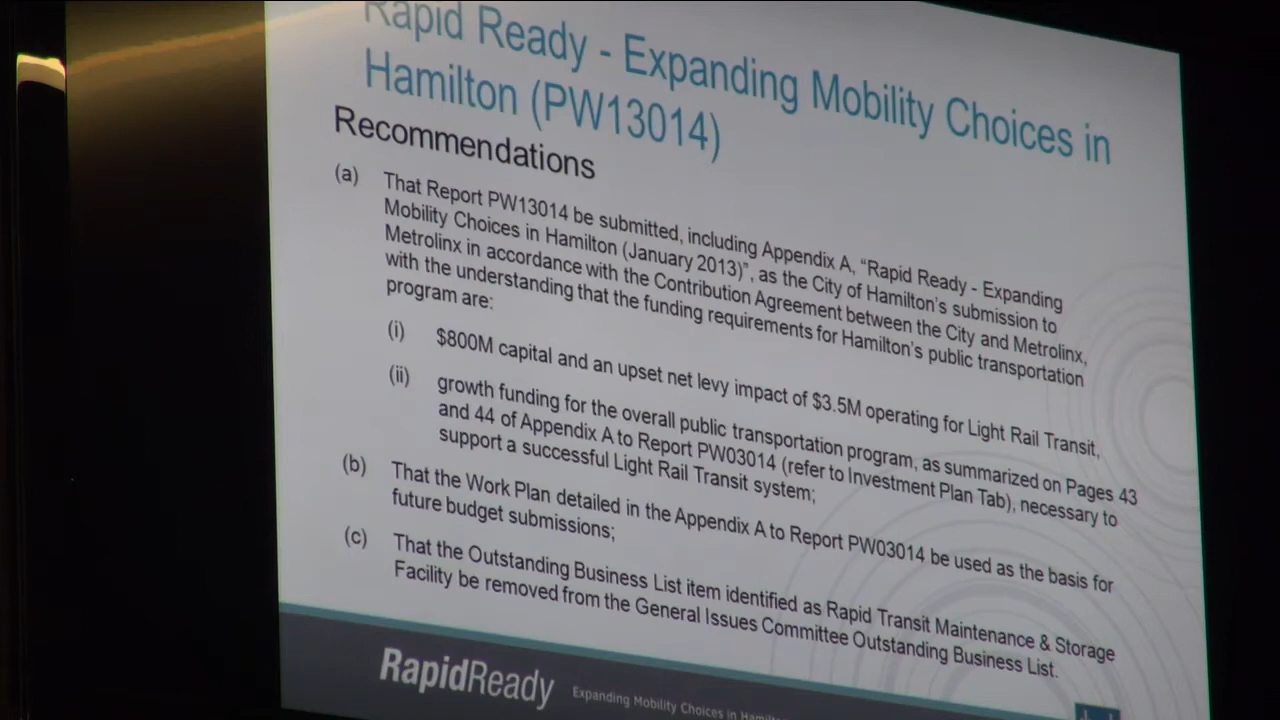 Rapid Ready - Expanding Mobility Choices in
Hamilton (PW13014)
Recommendations
(a) That Report PW13014 be submitted, including Appendix A, “Rapid Ready - Expanding
Mobility Choices in Hamilton (January 2013)”, as the City of Hamilton’s submission to
Metrolinx in accordance with the Contribution Agreement between the City and Metrolinx,
with the understanding that the funding requirements for Hamilton’s public transportation
program are:
(i) $800M capital and an upset net levy impact of $3.5M operating for Light Rail Transit,
(ii) growth funding for the overall public transportation program, as summarized on Pages 43
and 44 of Appendix A to Report PW03014 (refer to Investment Plan Tab), necessary to
support a successful Light Rail Transit system;
(b) That the Work Plan detailed in the Appendix A to Report PW03014 be used as the basis for
future budget submissions;
(c) That the Outstanding Business List item identified as Rapid Transit Maintenance & Storage
Facility be removed from the General Issues Committee Outstanding Business List.
RapidReady Expanding Mobility Choices in